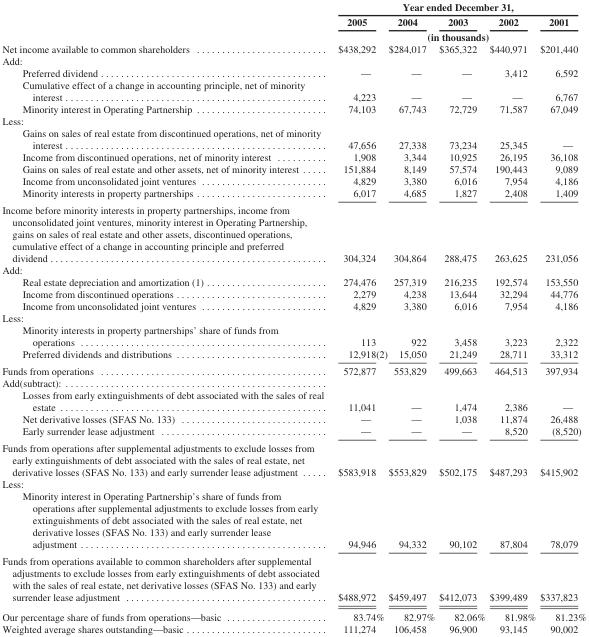 Year ended December 31,
2005 2004 2003 2002 2001
(in thousands)
Net income available to common shareholders . . . . . . . . . . . . . . . . . . . . . . . . . . $438,292 $284,017 $365,322 $440,971 $201,440
Add:
Preferred dividend . . . . . . . . . . . . . . . . . . . . . . . . . . . . . . . . . . . . . . . . . . . . . — — — 3,412 6,592
Cumulative effect of a change in accounting principle, net of minority
interest . . . . . . . . . . . . . . . . . . . . . . . . . . . . . . . . . . . . . . . . . . . . . . . . . . . . 4,223 — — — 6,767
Minority interest in Operating Partnership . . . . . . . . . . . . . . . . . . . . . . . . . . 74,103 67,743 72,729 71,587 67,049
Less:
Gains on sales of real estate from discontinued operations, net of minority
interest . . . . . . . . . . . . . . . . . . . . . . . . . . . . . . . . . . . . . . . . . . . . . . . . . . . . 47,656 27,338 73,234 25,345 —
Income from discontinued operations, net of minority interest . . . . . . . . . . 1,908 3,344 10,925 26,195 36,108
Gains on sales of real estate and other assets, net of minority interest . . . . . 151,884 8,149 57,574 190,443 9,089
Income from unconsolidated joint ventures . . . . . . . . . . . . . . . . . . . . . . . . . 4,829 3,380 6,016 7,954 4,186
Minority interests in property partnerships . . . . . . . . . . . . . . . . . . . . . . . . . . 6,017 4,685 1,827 2,408 1,409
Income before minority interests in property partnerships, income from
unconsolidated joint ventures, minority interest in Operating Partnership,
gains on sales of real estate and other assets, discontinued operations,
cumulative effect of a change in accounting principle and preferred
dividend . . . . . . . . . . . . . . . . . . . . . . . . . . . . . . . . . . . . . . . . . . . . . . . . . . . . . . 304,324 304,864 288,475 263,625 231,056
Add:
Real estate depreciation and amortization (1) . . . . . . . . . . . . . . . . . . . . . . . . 274,476 257,319 216,235 192,574 153,550
Income from discontinued operations . . . . . . . . . . . . . . . . . . . . . . . . . . . . . . 2,279 4,238 13,644 32,294 44,776
Income from unconsolidated joint ventures . . . . . . . . . . . . . . . . . . . . . . . . . 4,829 3,380 6,016 7,954 4,186
Less:
Minority interests in property partnerships’ share of funds from
operations . . . . . . . . . . . . . . . . . . . . . . . . . . . . . . . . . . . . . . . . . . . . . . . . . 113 922 3,458 3,223 2,322
Preferred dividends and distributions . . . . . . . . . . . . . . . . . . . . . . . . . . . . . . 12,918(2) 15,050 21,249 28,711 33,312
Funds from operations . . . . . . . . . . . . . . . . . . . . . . . . . . . . . . . . . . . . . . . . . . . . . 572,877 553,829 499,663 464,513 397,934
Add(subtract): . . . . . . . . . . . . . . . . . . . . . . . . . . . . . . . . . . . . . . . . . . . . . . . . . . . .
Losses from early extinguishments of debt associated with the sales of real
estate . . . . . . . . . . . . . . . . . . . . . . . . . . . . . . . . . . . . . . . . . . . . . . . . . . . . . 11,041 — 1,474 2,386 —
Net derivative losses (SFAS No. 133) . . . . . . . . . . . . . . . . . . . . . . . . . . . . . . — — 1,038 11,874 26,488
Early surrender lease adjustment . . . . . . . . . . . . . . . . . . . . . . . . . . . . . . . . . — — — 8,520 (8,520)
Funds from operations after supplemental adjustments to exclude losses from
early extinguishments of debt associated with the sales of real estate, net
derivative losses (SFAS No. 133) and early surrender lease adjustment . . . . . $583,918 $553,829 $502,175 $487,293 $415,902
Less:
Minority interest in Operating Partnership’s share of funds from
operations after supplemental adjustments to exclude losses from early
extinguishments of debt associated with the sales of real estate, net
derivative losses (SFAS No. 133) and early surrender lease
adjustment . . . . . . . . . . . . . . . . . . . . . . . . . . . . . . . . . . . . . . . . . . . . . . . . . 94,946 94,332 90,102 87,804 78,079
Funds from operations available to common shareholders after supplemental
adjustments to exclude losses from early extinguishments of debt associated
with the sales of real estate, net derivative losses (SFAS No. 133) and early
surrender lease adjustment . . . . . . . . . . . . . . . . . . . . . . . . . . . . . . . . . . . . . . . $488,972 $459,497 $412,073 $399,489 $337,823
Our percentage share of funds from operations—basic . . . . . . . . . . . . . . . . . . . 83.74% 82.97% 82.06% 81.98% 81.23%
Weighted average shares outstanding—basic . . . . . . . . . . . . . . . . . . . . . . . . . . 111,274 106,458 96,900 93,145 90,002